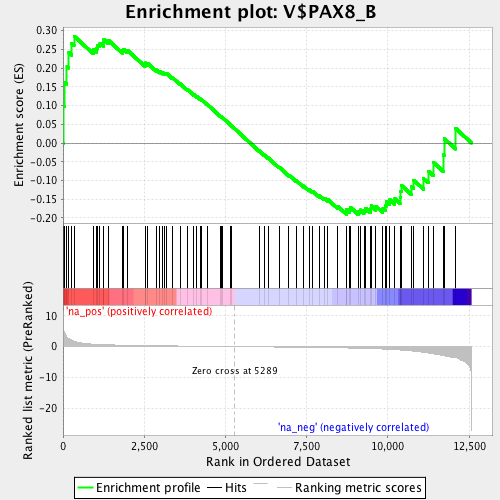 Enrichment plot: V$PAX8_B
Enrichment score (ES)
0.30
0.25
0.20
0.15
0.10
0.05
0.00
-0.05
-0.10
-0.15
-0.20
'na_pos' (positively correlated)
Ranked list metric (PreRanked)
10
5
0
-5
-10
-15
-20
Zero cross at 5289
'na_neg' (negatively correlated)
0
2,500
5,000
7,500
10,000
12,500
Rank in Ordered Dataset
Enrichment profile
Hits
Ranking metric scores